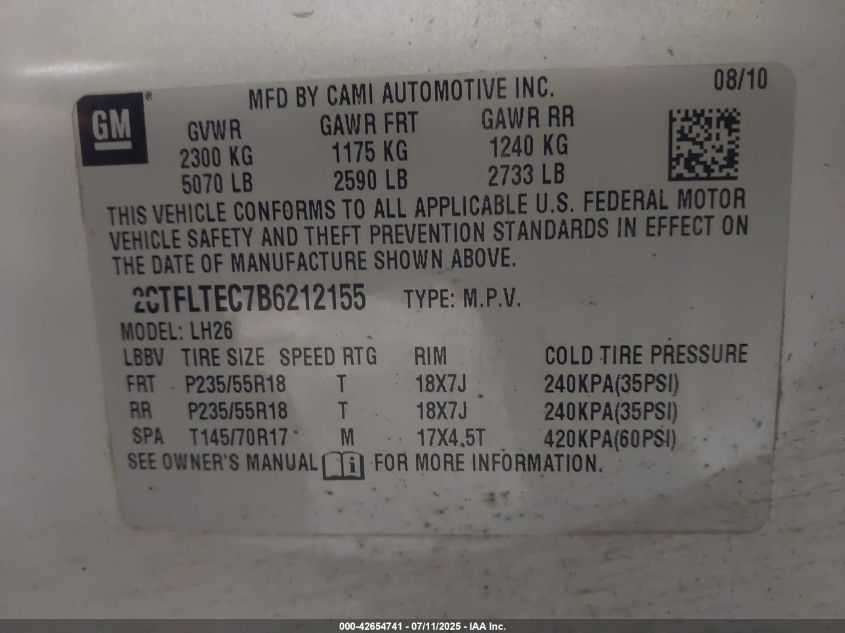 GM
MFD BY CAMI AUTOMOTIVE INC. 08/10
GVWR GAWR FRT GAWR RR
2300 KG 1175 KG 1240 KG
5070 LB 2590 LB 2733 LB
THIS VEHICLE CONFORMS TO ALL APPLICABLE U.S. FEDERAL MOTOR
VEHICLE SAFETY AND THEFT PREVENTION STANDARDS IN EFFECT ON
THE DATE OF MANUFACTURE SHOWN ABOVE.
2CTFLTEC7B6212155 TYPE: M.P.V.
MODEL: LH26
LBBV TIRE SIZE SPEED RTG RIM COLD TIRE PRESSURE
FRT P235/55R18 T 18X7J 240KPA(35PSI)
RR P235/55R18 T 18X7J 240KPA(35PSI)
SPA T145/70R17 M 17X4.5T 420KPA(60PSI)
SEE OWNER'S MANUAL FOR MORE INFORMATION.
000-42654741 - 07/11/2025 - IAA Inc.